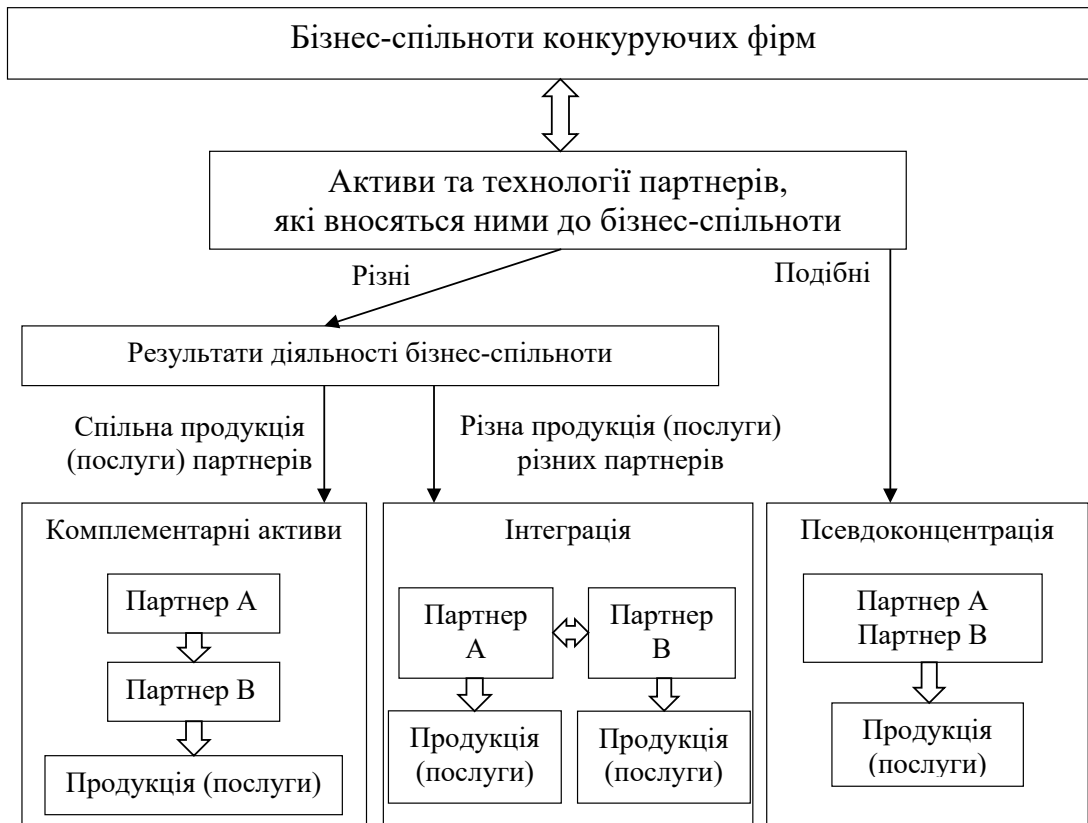 Бізнес-спільноти конкуруючих фірм
Активи та технології партнерів,
які вносяться ними до бізнес-спільноти
Різні
Подібні
Результати діяльності бізнес-спільноти
Спільна продукція
(послуги) партнерів
Різна продукція (послуги)
різних партнерів
Комплементарні активи
Партнер А
Партнер В
Продукція (послуги)
Інтеграція
Партнер
А
Партнер
В
Продукція
(послуги)
Продукція
(послуги)
Псевдоконцентрація
Партнер А
Партнер В
Продукція
(послуги)